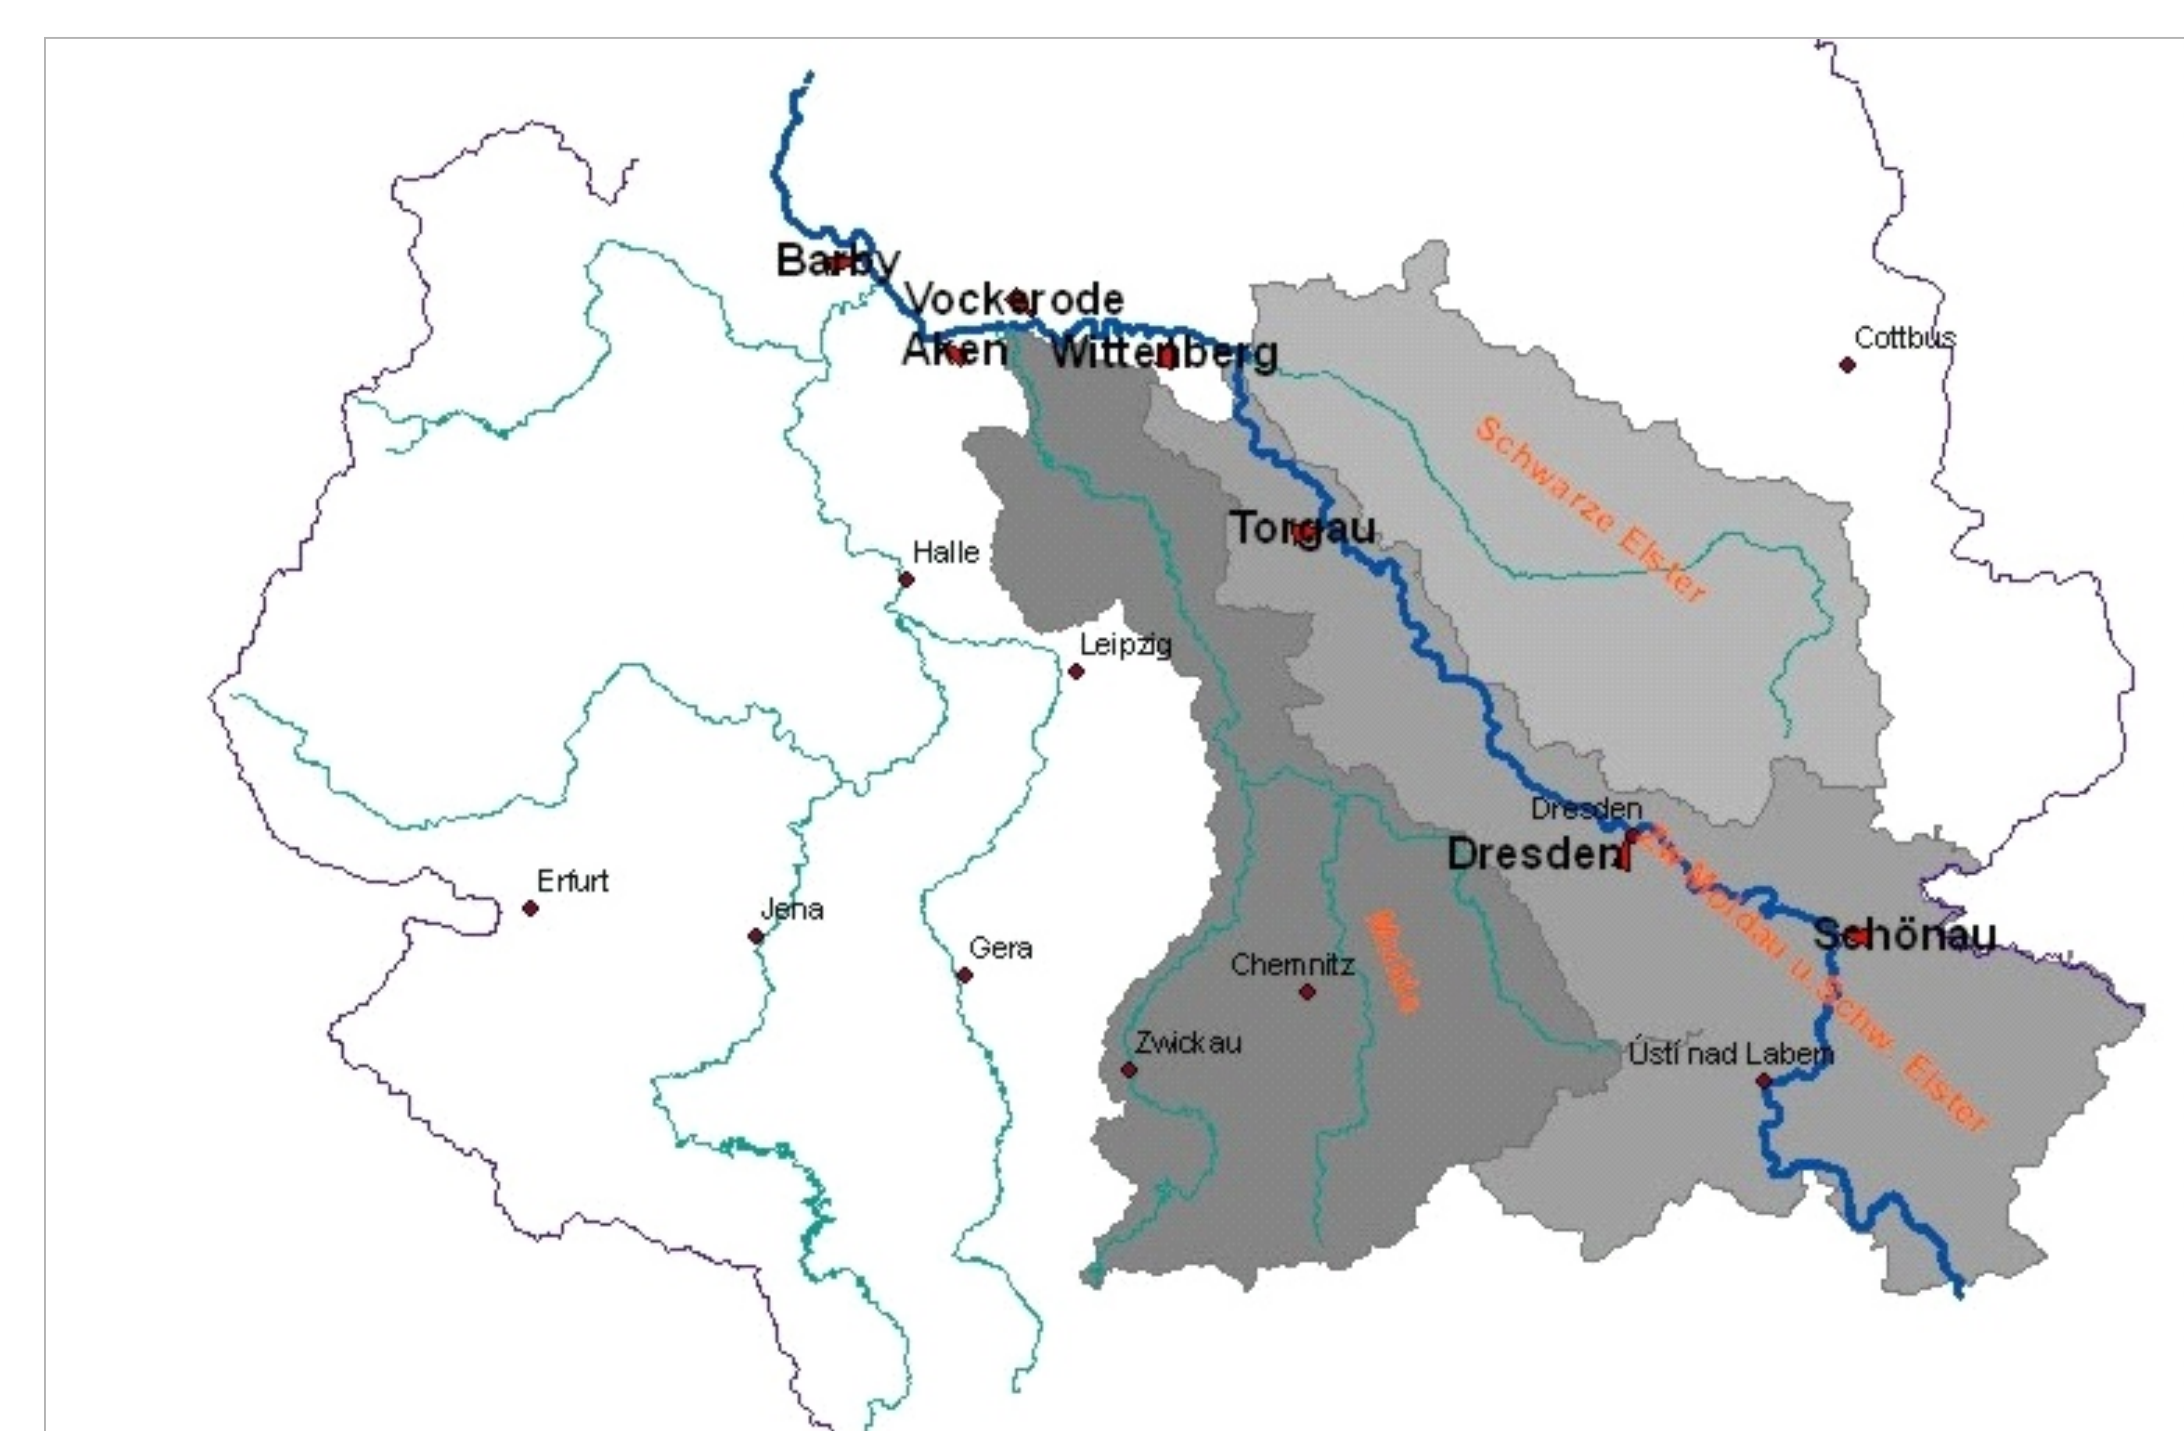 Barby
Vockerode
Aken
Wittenberg
Cottbus
Schwarze Elster
Torgau
Halle
Leipzig
Dresden
Dresden
Erfurt
Jena
Gera
Schönau
Chemnitz
Mulde
Zw. Moldau u. Schw. Elster
Zwickau
Ústí nad Labem